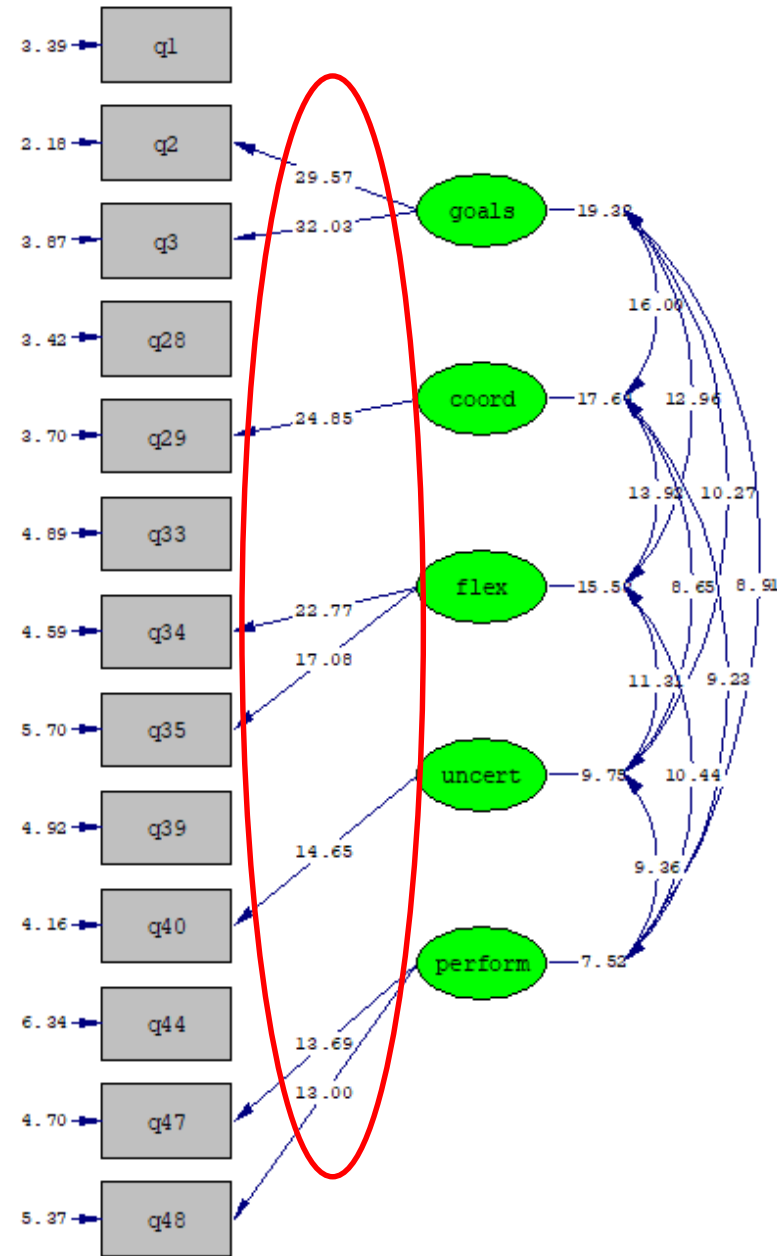 3.39 q1
2.18 q2
29.57
3.87 q3
32.03
goals 19.38
16.00
3.42 q28
coord 17.6
12.96
3.70 q29
24.85
13.92 10.27
4.89 q33
flex 15.5
8.65 8.91
4.59 q34
22.77
17.08
11.31 9.23
5.70 q35
uncert 9.75
10.44
4.92 q39
14.65
9.36
4.16 q40
perform 7.52
6.34 q44
13.69
13.00
4.70 q47
5.37 q48